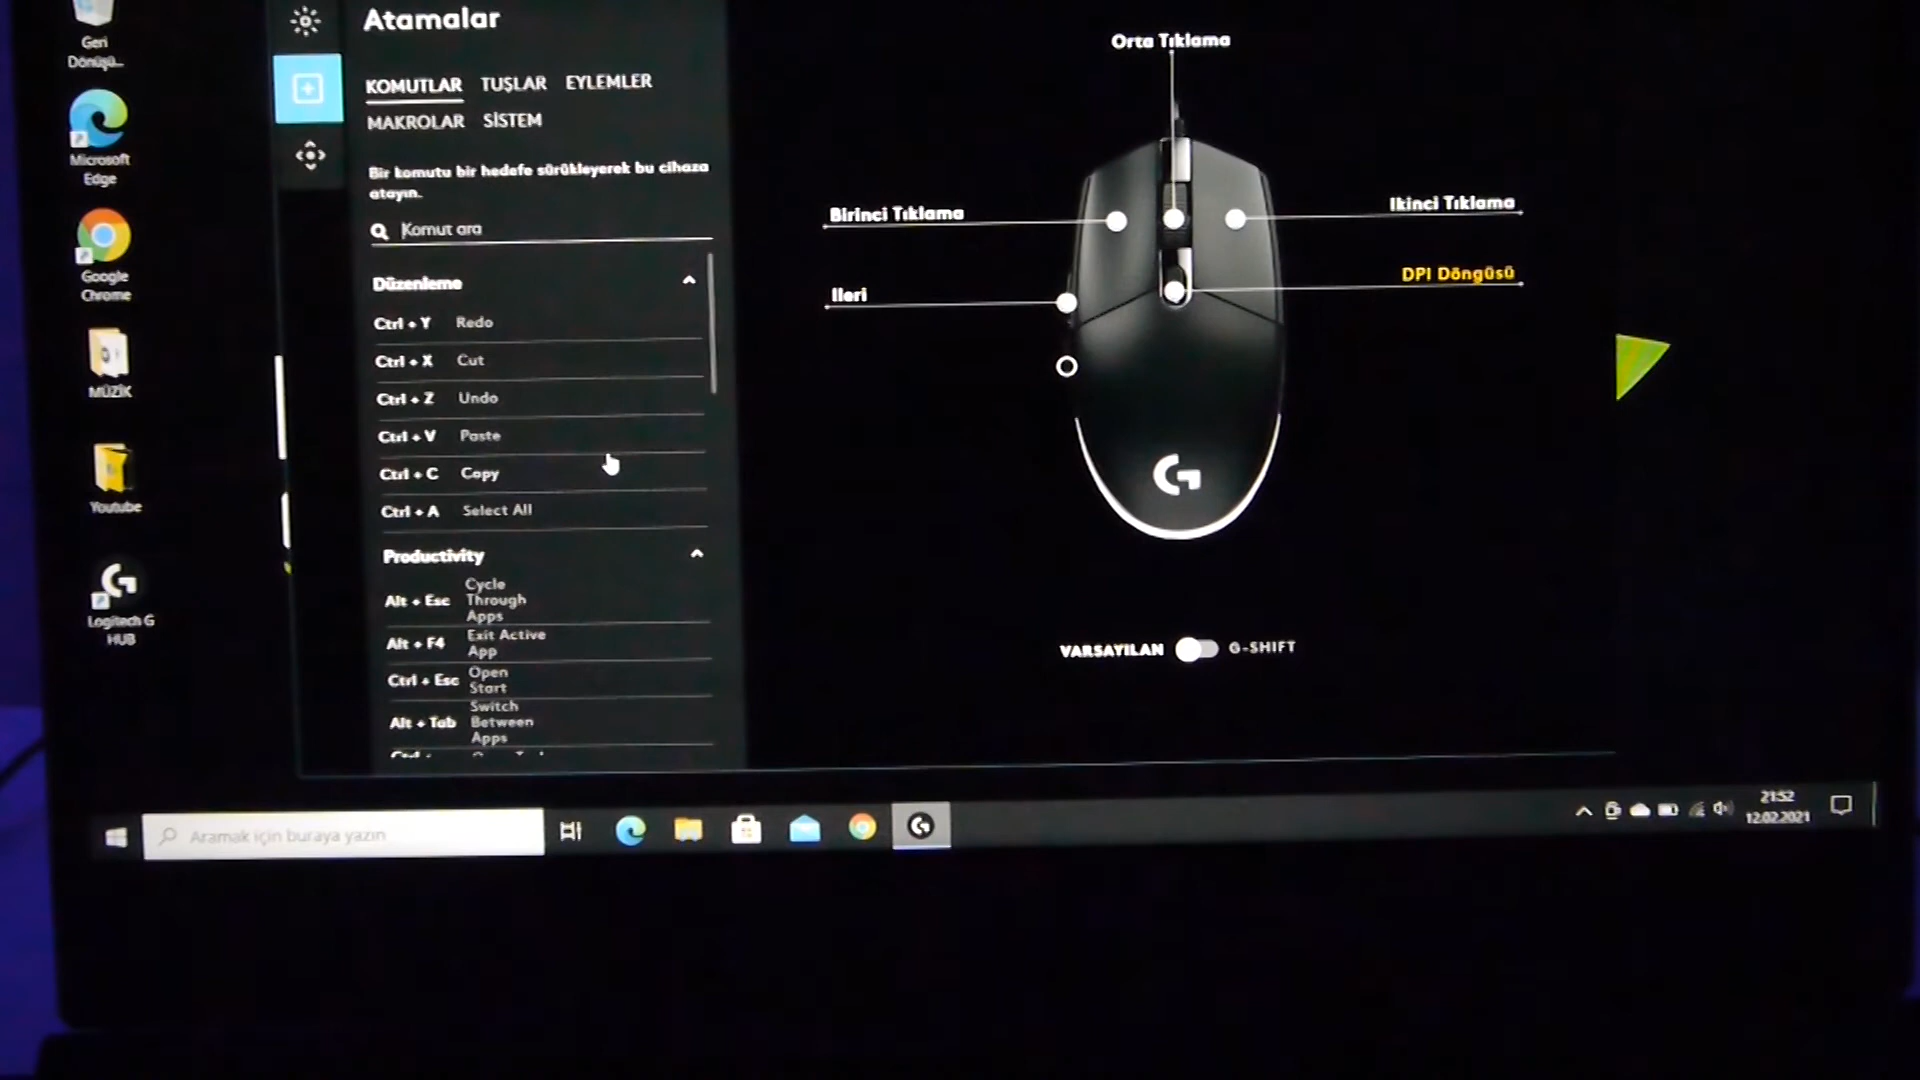 Geri
Dönüşü...
Microsoft
Edge
Google
Chrome
MÜZİK
Youtube
Logitech G
HUB
Atamalar
KOMUTLAR TUŞLAR EYLEMLER
MAKROLAR SİSTEM
Bir komutu bir hedefe sürükleyerek bu cihaza
atayın.
Komut ara
Düzenleme
Ctrl + Y Redo
Ctrl + X Cut
Ctrl + Z Undo
Ctrl + V Paste
Ctrl + C Copy
Ctrl + A Select All
Productivity
Alt + Esc Cycle
Through
Apps
Alt + F4 Exit Active
App
Ctrl + Esc Open
Start
Alt + Tab Switch
Between
Apps
Orta Tıklama
Birinci Tıklama
Ikinci Tıklama
Ileri
DPI Döngüsü
VARSAYILAN G-SHIFT
Aramak için buraya yazın
21:52
12.02.2021